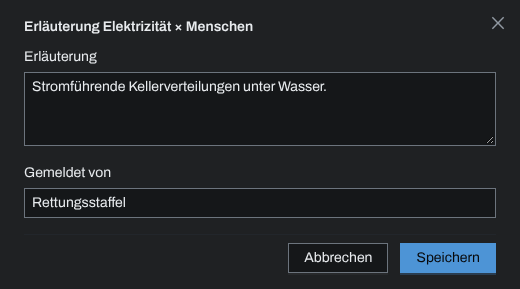 Erläuterung Elektrizität × Menschen
Erläuterung
Stromführende Kellerverteilungen unter Wasser.
Gemeldet von
Rettungsstaffel
Abbrechen
Speichern